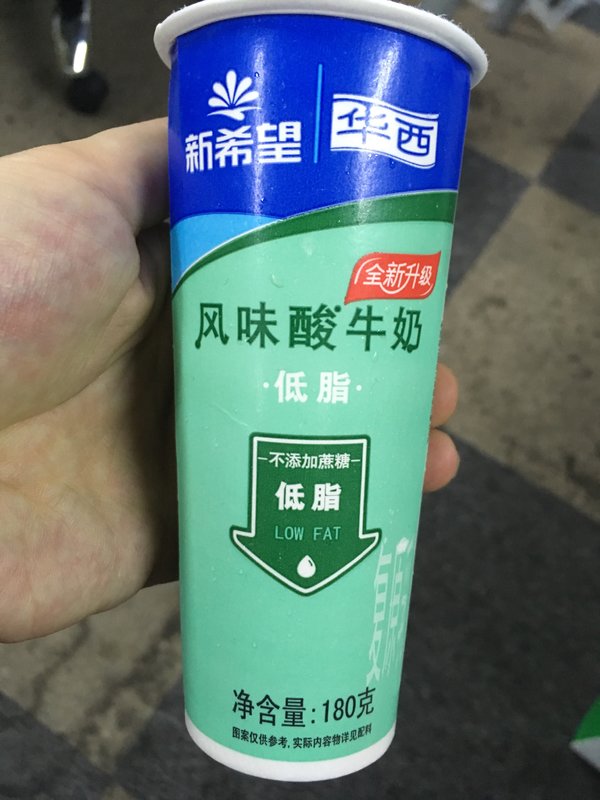 新希望 华西
全新升级
风味酸牛奶
·低脂·
不添加蔗糖
低脂
LOW FAT
净含量:180克
图案仅供参考,实际内容物详见配料